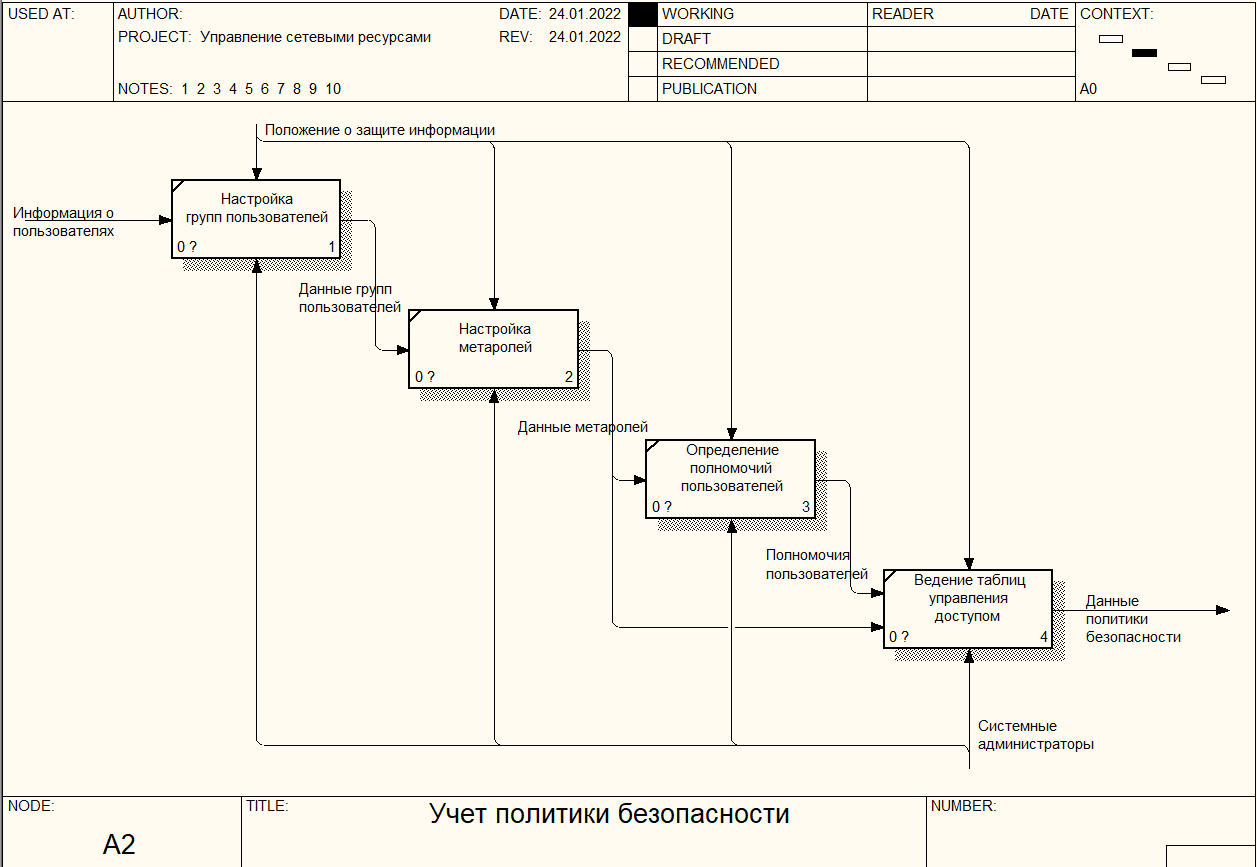 USED AT:
AUTHOR:
DATE: 24.01.2022
WORKING
READER
DATE
CONTEXT:
PROJECT: Управление сетевыми ресурсами
REV: 24.01.2022
DRAFT
RECOMMENDED
NOTES: 1 2 3 4 5 6 7 8 9 10
PUBLICATION
A0
Положение о защите информации
Настройка
групп пользователей
0 ?
1
Информация о
пользователях
Данные групп
пользователей
Настройка
метаролей
0 ?
2
Данные метаролей
Определение
полномочий
пользователей
0 ?
3
Полномочия
пользователей
Ведение таблиц
управления
доступом
0 ?
4
Данные
политики
безопасности
Системные
администраторы
NODE:
A2
TITLE:
Учет политики безопасности
NUMBER: